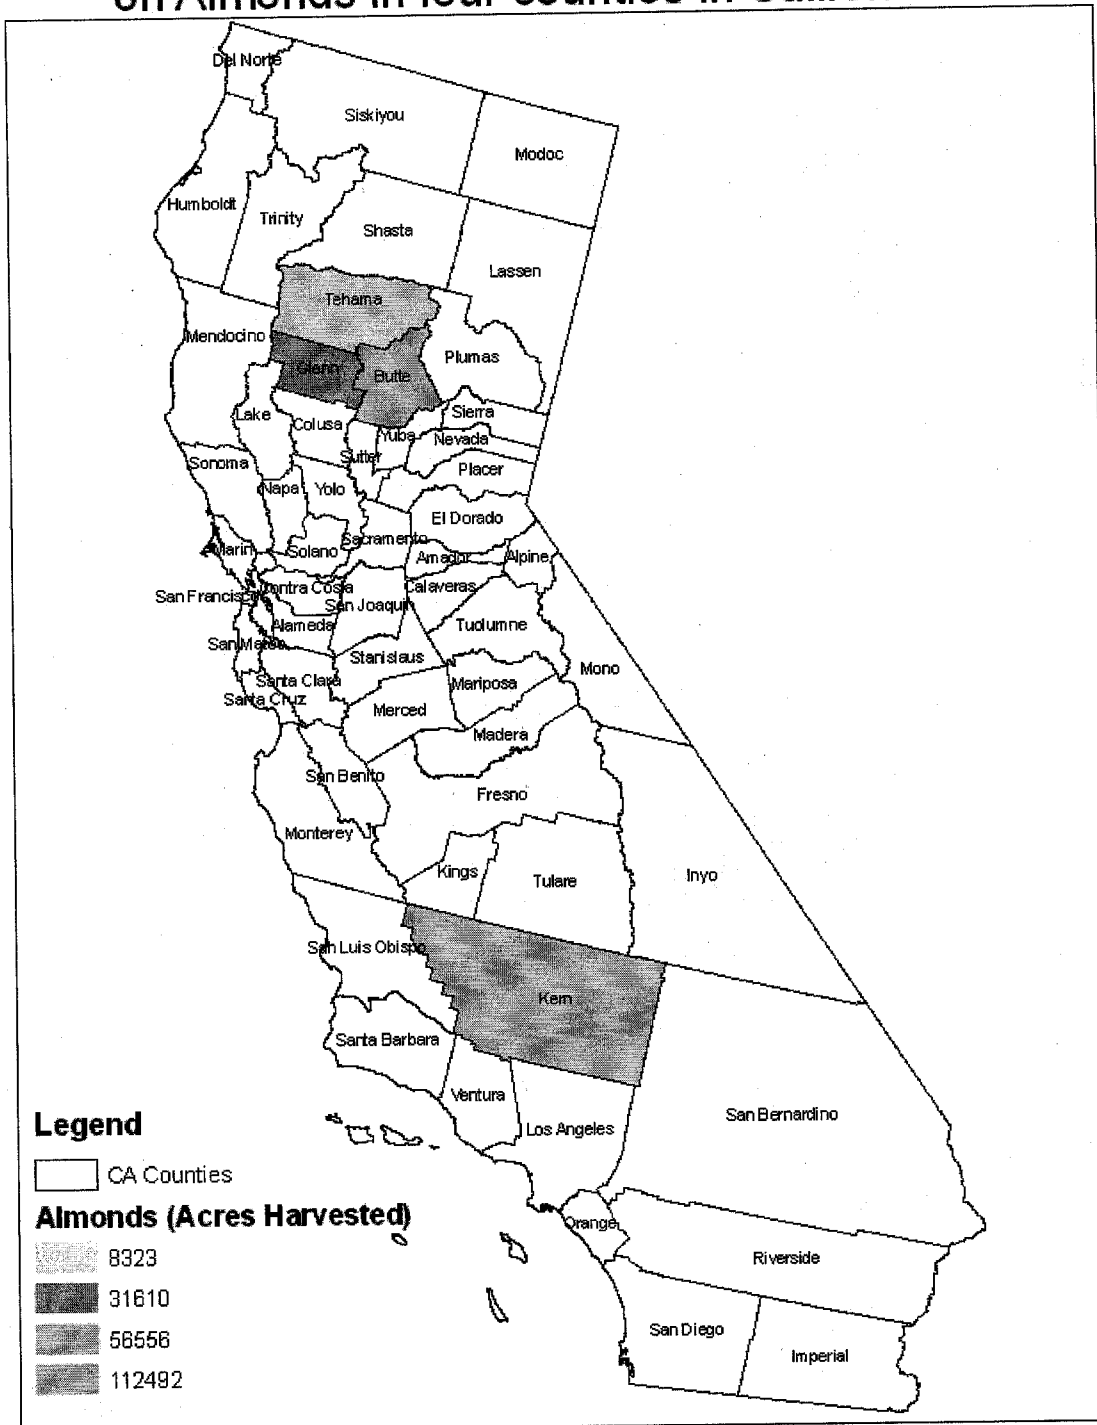 on Almonds in four counties in
Del Norte
Siskiyou
Modoc
Humboldt
Trinity
Shasta
Lassen
Tehama
Mendocino
Glenn
Butte
Plumas
Lake
Colusa
Sierra
Yuba
Nevada
Sutter
Sonoma
Placer
Napa
Yolo
El Dorado
Sacramento
Marin
Solano
Amador
Alpine
Contra Costa
Calaveras
San Francisco
San Joaquin
Alameda
Tuolumne
San Mateo
Stanislaus
Mono
Santa Clara
Mariposa
Santa Cruz
Merced
Madera
San Benito
Fresno
Monterey
Kings
Tulare
Inyo
San Luis Obispo
Kern
Santa Barbara
Ventura
San Bernardino
Los Angeles
Orange
Riverside
San Diego
Imperial
Legend
CA Counties
Almonds (Acres Harvested)
8323
31610
56556
112492